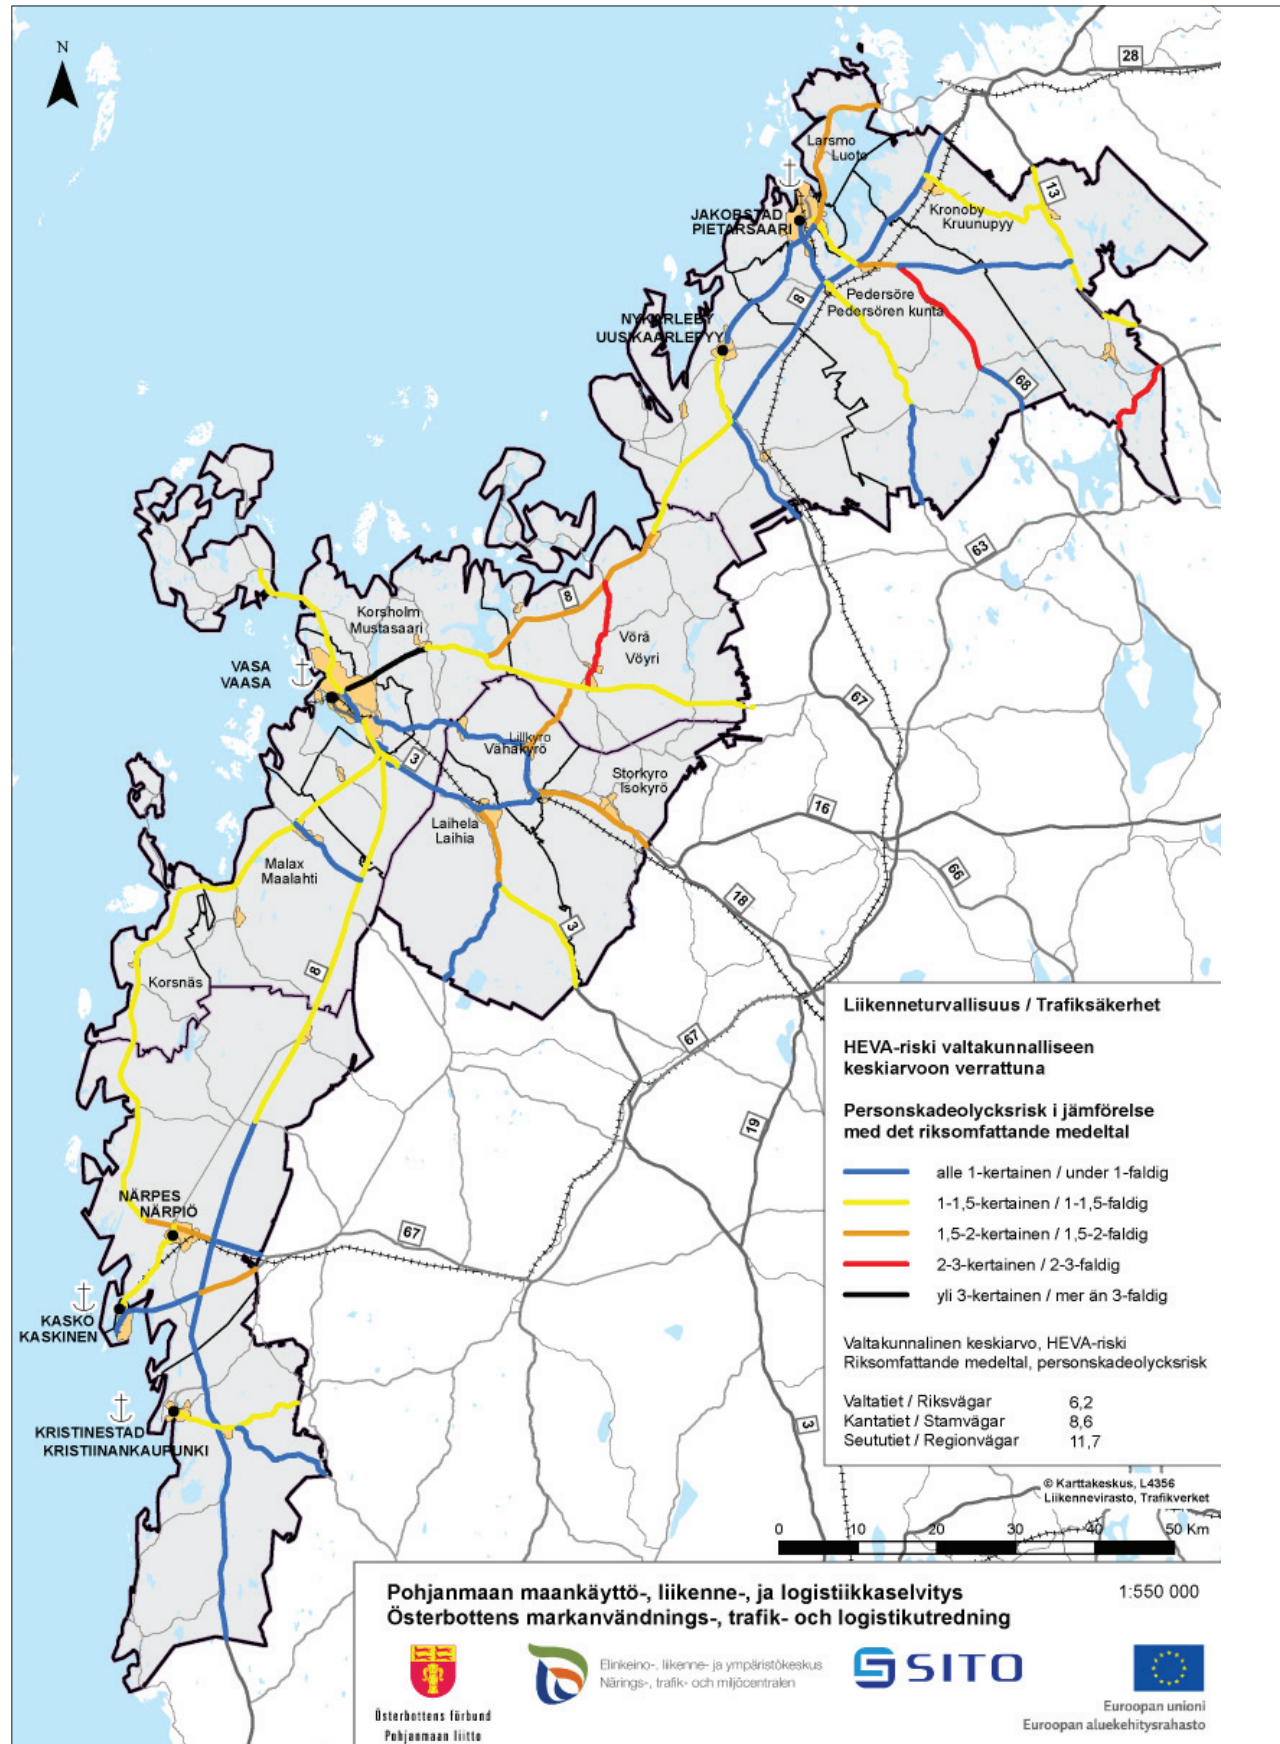 N
28
Larsmo
Luoto
13
JAKOBSTAD
PIETARSAARI
Kronoby
Kruunupyy
8
Pedersöre
Pedersören kunta
NYKARLEBY
UUSIKAARLEPYY
68
63
8
Korsholm
Mustasaari
Vörå
Vöyri
VASA
VAASA
67
Lillkyro
Vähäkyrö
3
Storkyro
Isokyrö
16
Laihela
Laihia
Malax
Maalahti
66
18
3
8
Korsnäs
67
19
NÄRPES
NÄRPIÖ
67
KASKÖ
KASKINEN
KRISTINESTAD
KRISTIINANKAUPUNKI
3
Liikenneturvallisuus / Trafiksäkerhet
HEVA-riski valtakunnalliseen
keskiarvoon verrattuna
Personskadeolycksrisk i jämförelse
med det riksomfattande medeltal
alle 1-kertainen / under 1-faldig
1-1,5-kertainen / 1-1,5-faldig
1,5-2-kertainen / 1,5-2-faldig
2-3-kertainen / 2-3-faldig
yli 3-kertainen / mer än 3-faldig
Valtakunnalinen keskiarvo, HEVA-riski
Riksomfattande medeltal, personskadeolycksrisk
Valtatiet / Riksvägar 6,2
Kantatiet / Stamvägar 8,6
Seututiet / Regionvägar 11,7
© Karttakeskus, L4356
Liikennevirasto, Trafikverket
0 10 20 30 40 50 Km
Pohjanmaan maankäyttö-, liikenne-, ja logistiikkaselvitys
1:550 000
Österbottens markanvändnings-, trafik- och logistikutredning
Österbottens förbund
Pohjanmaan liitto
Elinkeino-, liikenne- ja ympäristökeskus
Närings-, trafik- och miljöcentralen
SITO
Euroopan unioni
Euroopan aluekehitysrahasto